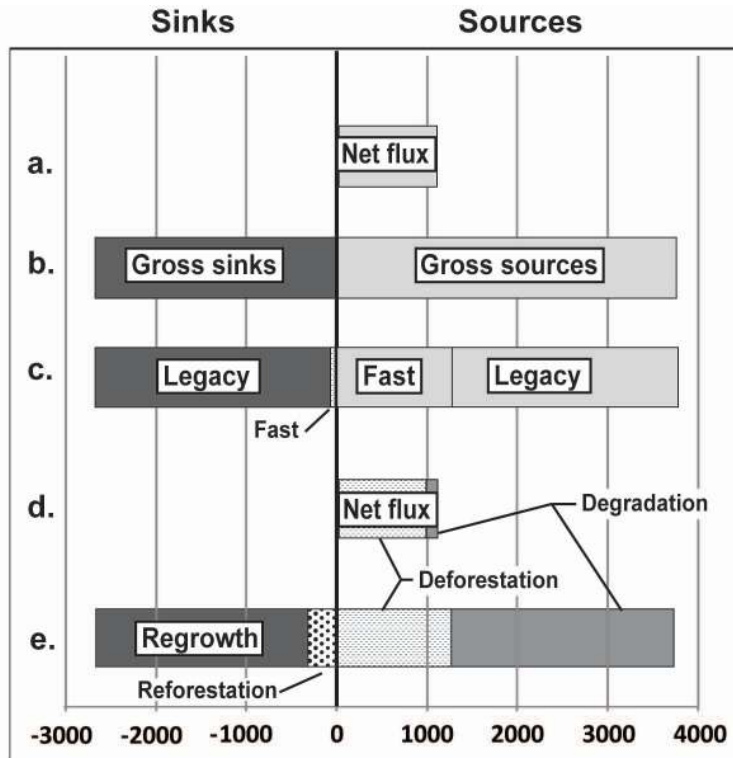 Sinks Sources
a. Net flux
b. Gross sinks Gross sources
c. Legacy Fast Legacy
Fast
d. Net flux
Degradation
Deforestation
e. Regrowth
Reforestation
-3000 -2000 -1000 0 1000 2000 3000 4000